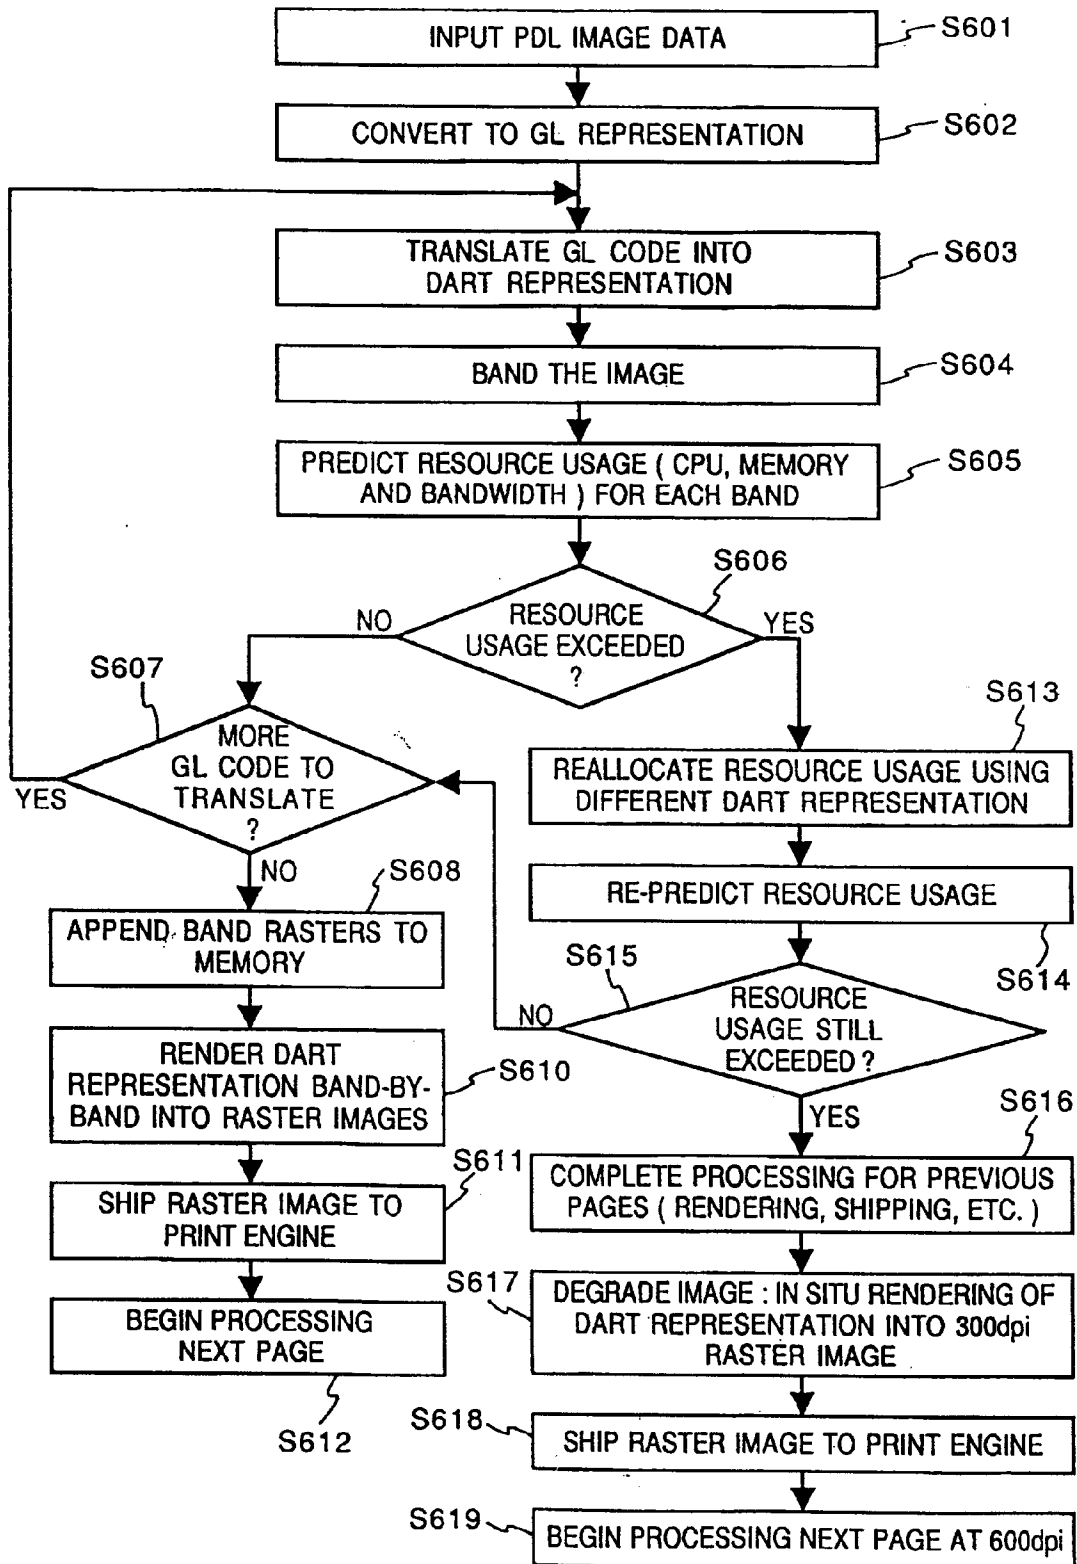 INPUT PDL IMAGE DATA
S601
CONVERT TO GL REPRESENTATION
S602
TRANSLATE GL CODE INTO
DART REPRESENTATION
S603
BAND THE IMAGE
S604
PREDICT RESOURCE USAGE ( CPU, MEMORY
AND BANDWIDTH ) FOR EACH BAND
S605
S606
RESOURCE
USAGE EXCEEDED
?
NO
YES
S607
MORE
GL CODE TO
TRANSLATE
?
YES
NO
S613
REALLOCATE RESOURCE USAGE USING
DIFFERENT DART REPRESENTATION
S608
APPEND BAND RASTERS TO
MEMORY
RE-PREDICT RESOURCE USAGE
S614
S615
RESOURCE
USAGE STILL
EXCEEDED ?
NO
YES
RENDER DART
REPRESENTATION BAND-BY-
BAND INTO RASTER IMAGES
S610
S611
SHIP RASTER IMAGE TO
PRINT ENGINE
S616
COMPLETE PROCESSING FOR PREVIOUS
PAGES ( RENDERING, SHIPPING, ETC. )
BEGIN PROCESSING
NEXT PAGE
S612
S617
DEGRADE IMAGE : IN SITU RENDERING OF
DART REPRESENTATION INTO 300dpi
RASTER IMAGE
S618
SHIP RASTER IMAGE TO PRINT ENGINE
S619
BEGIN PROCESSING NEXT PAGE AT 600dpi